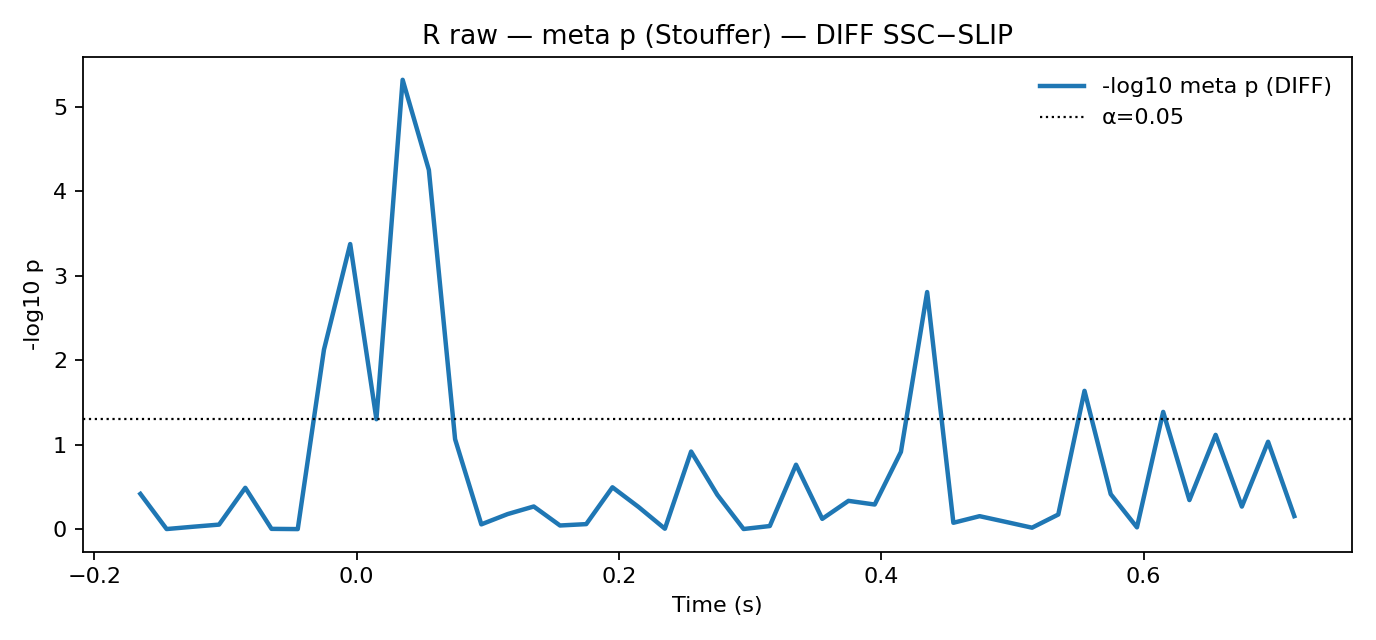 R raw — meta p (Stouffer) — DIFF SSC−SLIP
-log10 meta p (DIFF)
α=0.05
-log10 p
5
4
3
2
1
0
−0.2
0.0
0.2
0.4
0.6
Time (s)